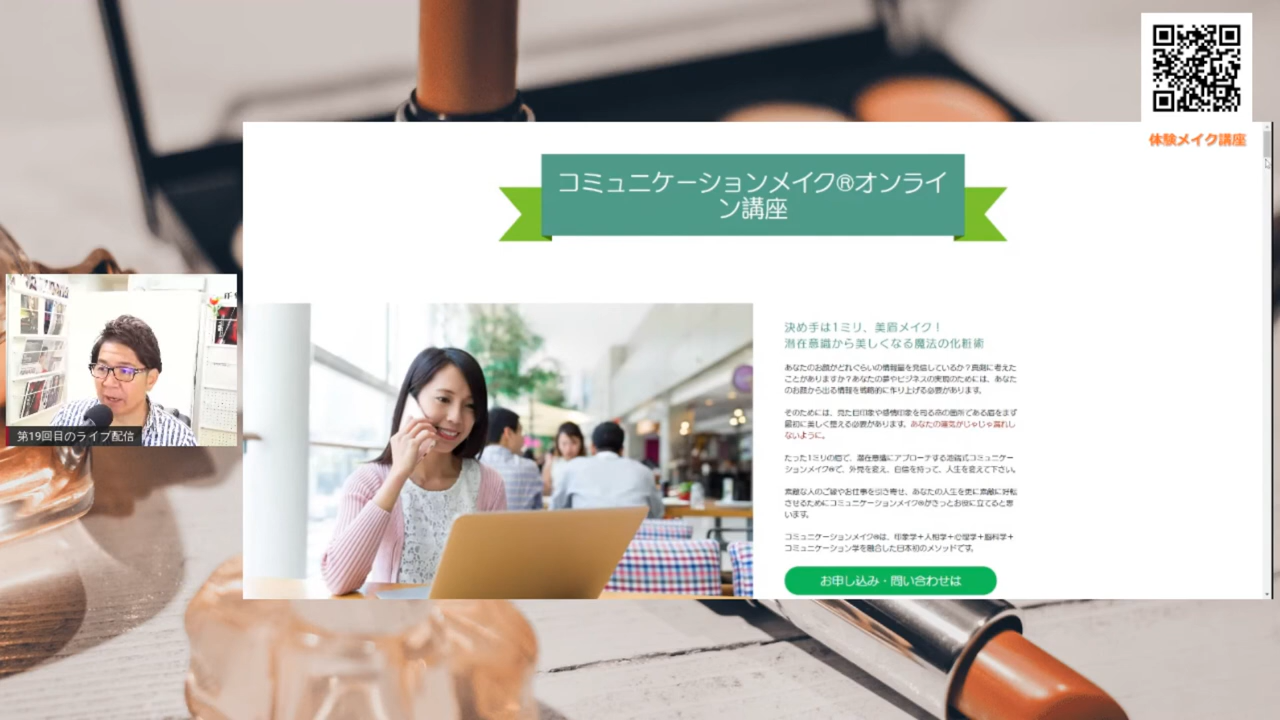 体験メイク講座
コミュニケーションメイク®オンライ
ン講座
決め手は1ミリ、美眉メイク！
潜在意識から美しくなる魔法の化粧術
あなたのお顔がどれぐらいの情報量を発信しているか？真剣に考えた
ことがありますか？あなたの夢やビジネスの実現のためには、あなた
のお顔から出る情報を戦略的に作り上げる必要があります。
そのためには、見た目印象や感情印象を司る命の箇所である眉をまず
最初に美しく整える必要があります。あなたの運気がじゃじゃ漏れし
ないように。
たった1ミリの眉で、潜在意識にアプローチする池端式コミュニケー
ションメイク®で、外見を変え、自信を持って、人生を変えて下さい。
素敵な人のご縁やお仕事を引き寄せ、あなたの人生を更に素敵に好転
させるためにコミュニケーションメイク®がきっとお役に立てると思
います。
コミュニケーションメイク®は、印象学＋人相学＋心理学＋脳科学＋
コミュニケーション学を融合した日本初のメソッドです。
お申し込み・問い合わせは
第19回目のライブ配信